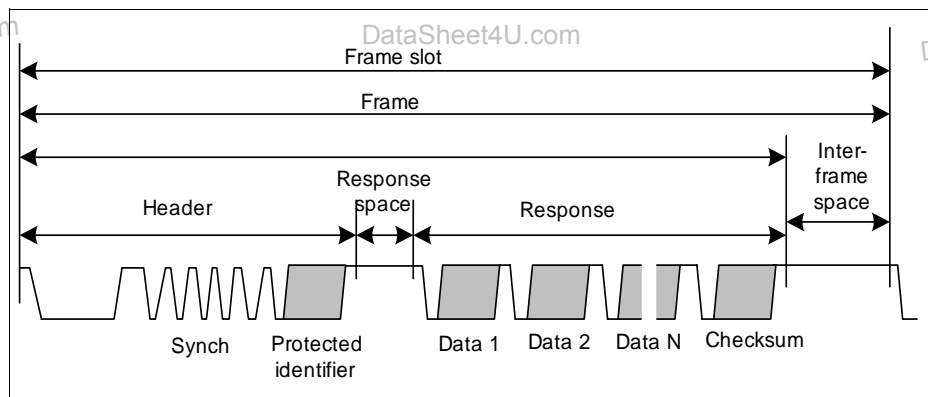 DataSheet4U.com
Frame slot
Frame
Inter-
frame
space
Response
space
Header
Response
Synch
Protected
identifier
Data 1
Data 2
Data N
Checksum